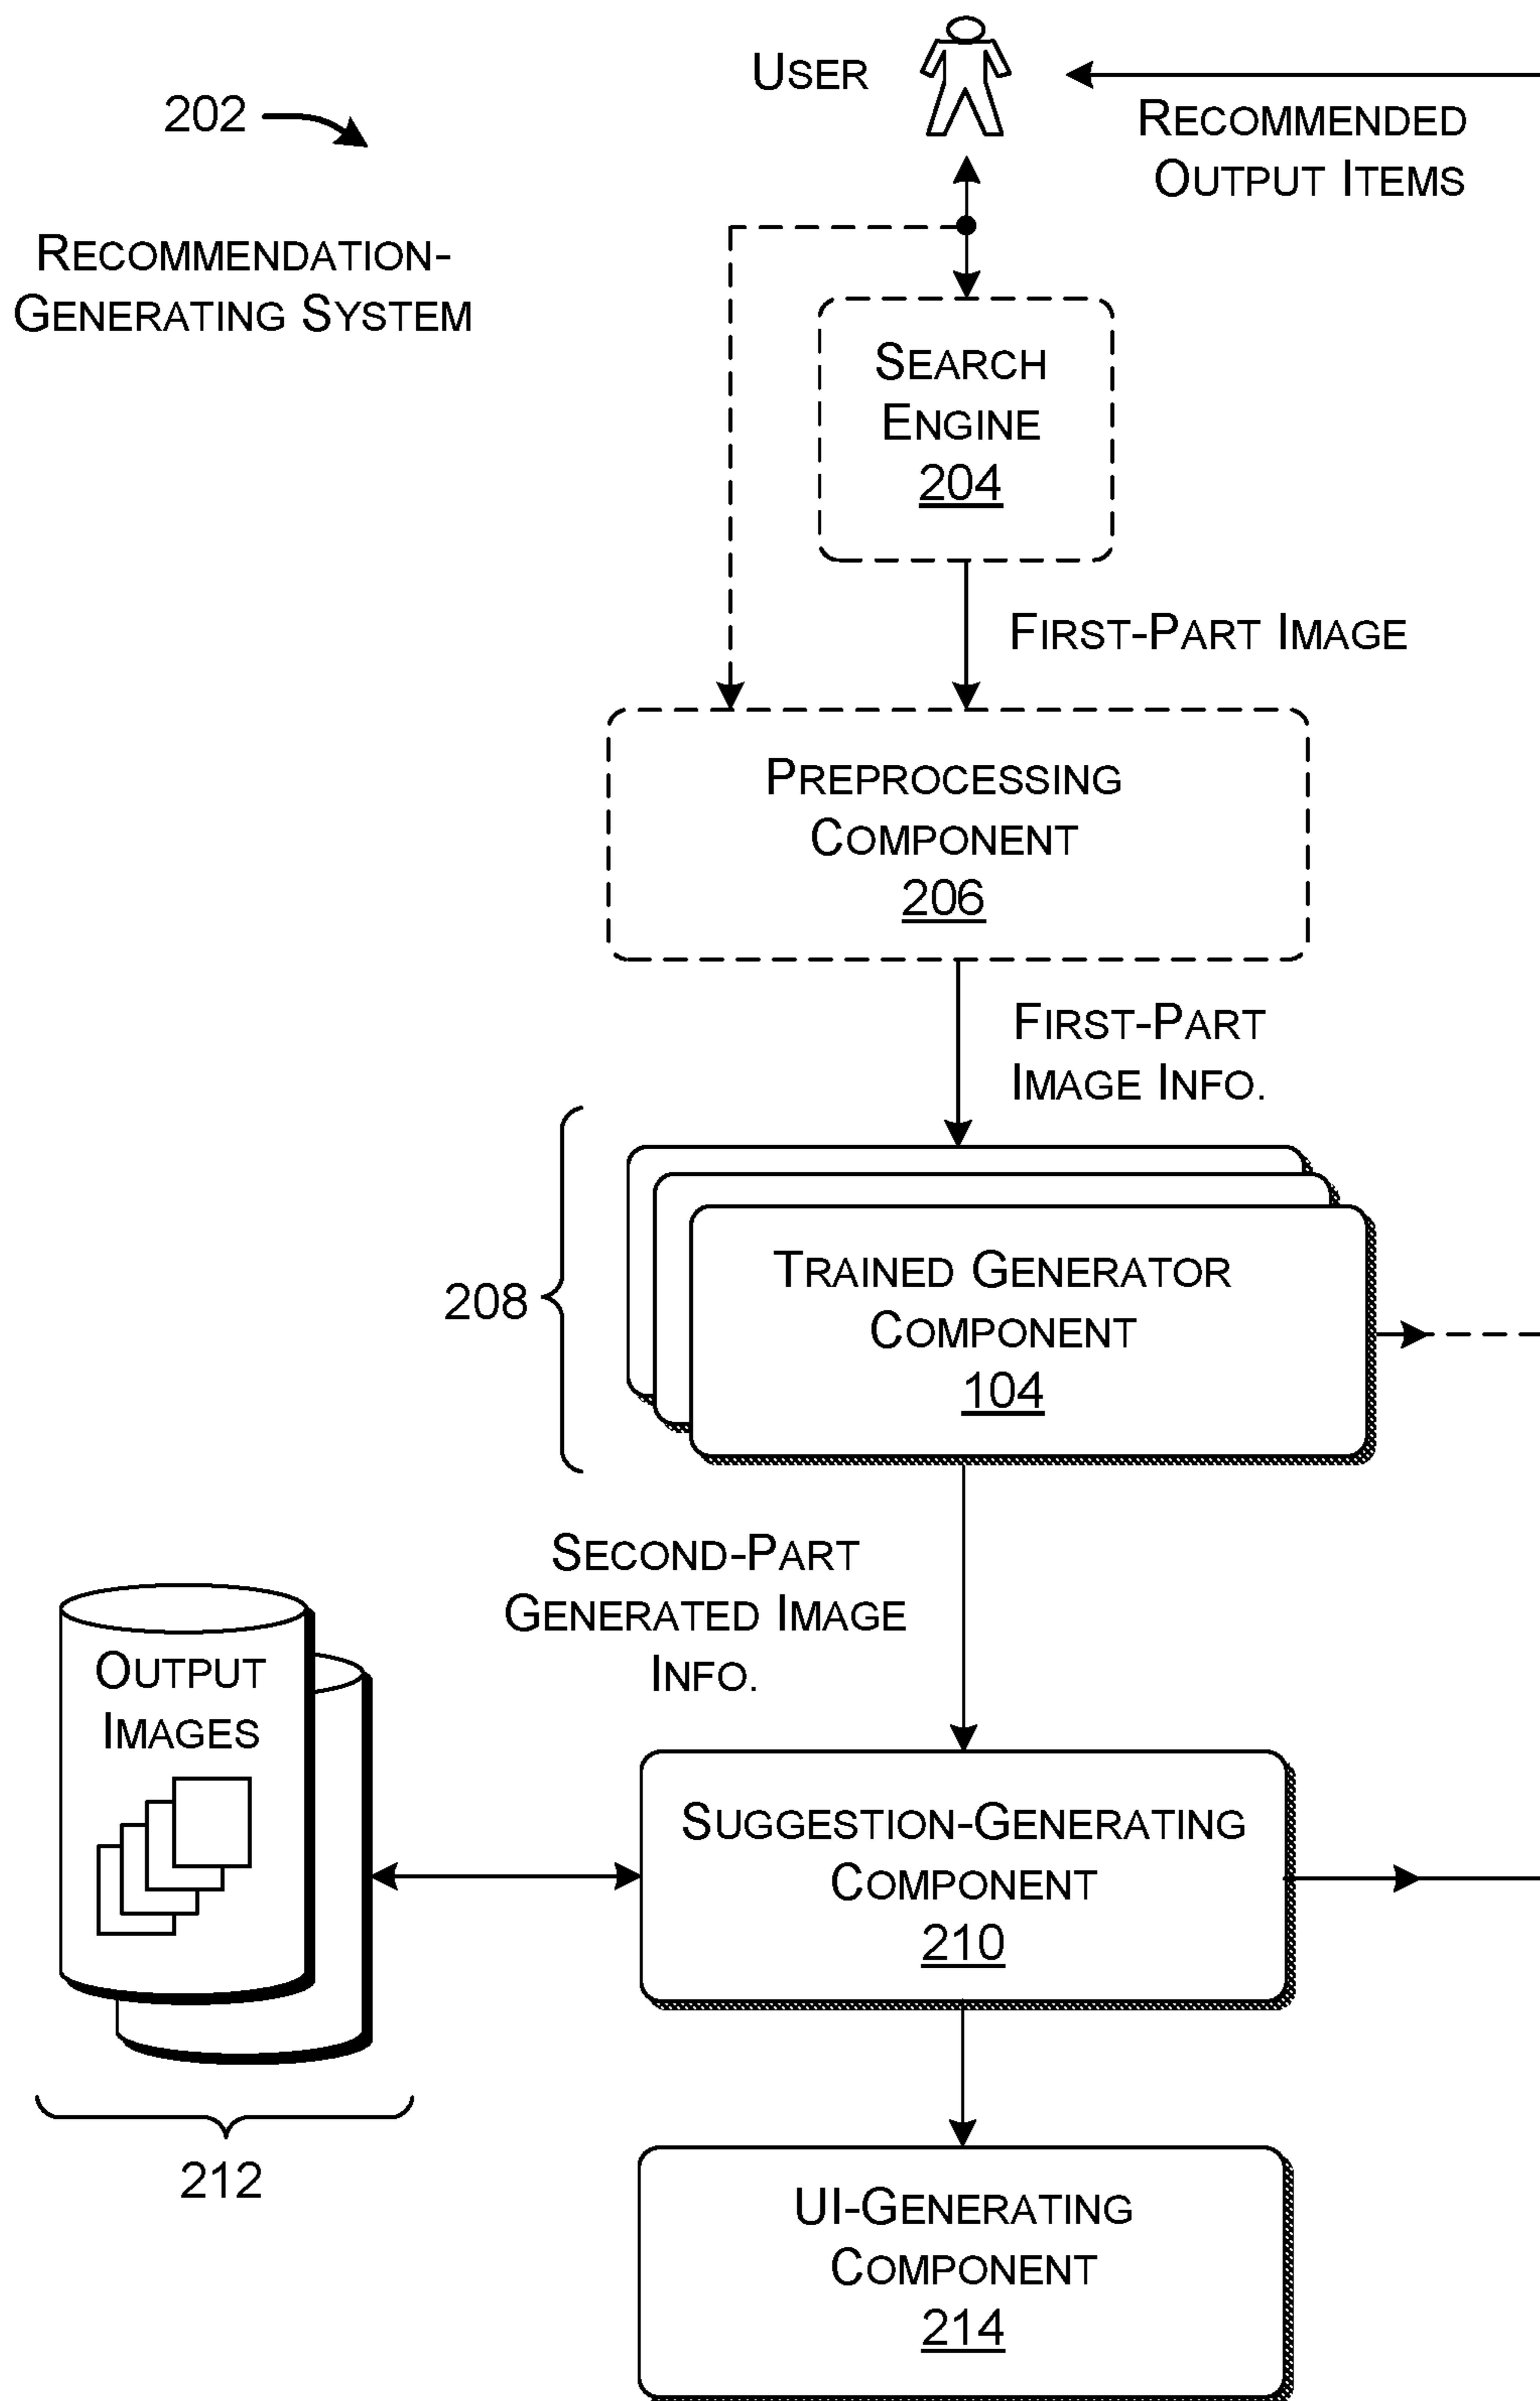 USER
202
RECOMMENDED
OUTPUT ITEMS
RECOMMENDATION-
GENERATING SYSTEM
SEARCH
ENGINE
204
FIRST-PART IMAGE
PREPROCESSING
COMPONENT
206
FIRST-PART
IMAGE INFO.
208
TRAINED GENERATOR
COMPONENT
104
SECOND-PART
GENERATED IMAGE
INFO.
OUTPUT
IMAGES
SUGGESTION-GENERATING
COMPONENT
210
212
UI-GENERATING
COMPONENT
214